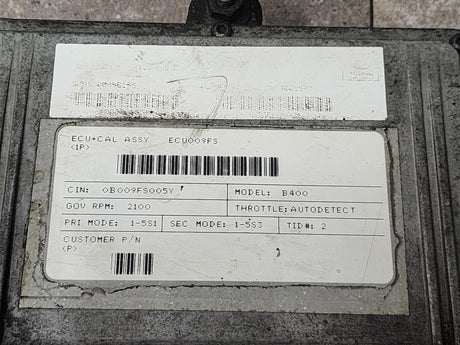 ECU+CAL ASSY ECU009FS
(1P)
CIN: 0B009FS005Y MODEL: B400
GOV RPM: 2100 THROTTLE: AUTODETECT
PRI MODE: 1-5S1 SEC MODE: 1-5S3 TID#: 2
CUSTOMER P/N
(P)